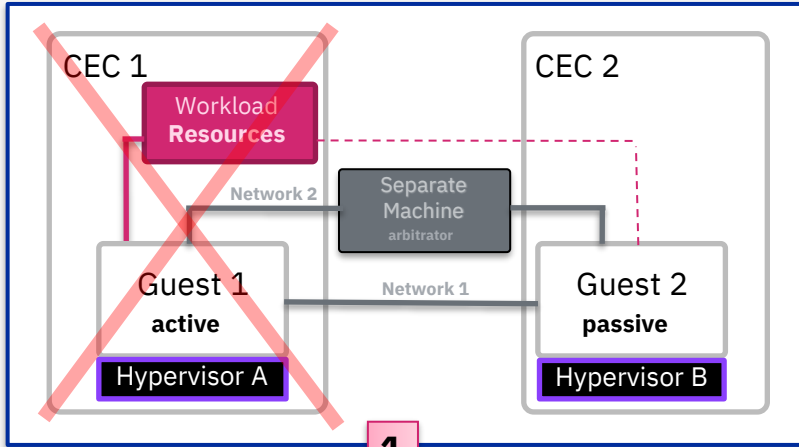 CEC 1
CEC 2
Workload
Resources
Network 2
Separate
Machine
arbitrator
Guest 1
active
Network 1
Guest 2
passive
Hypervisor A
Hypervisor B